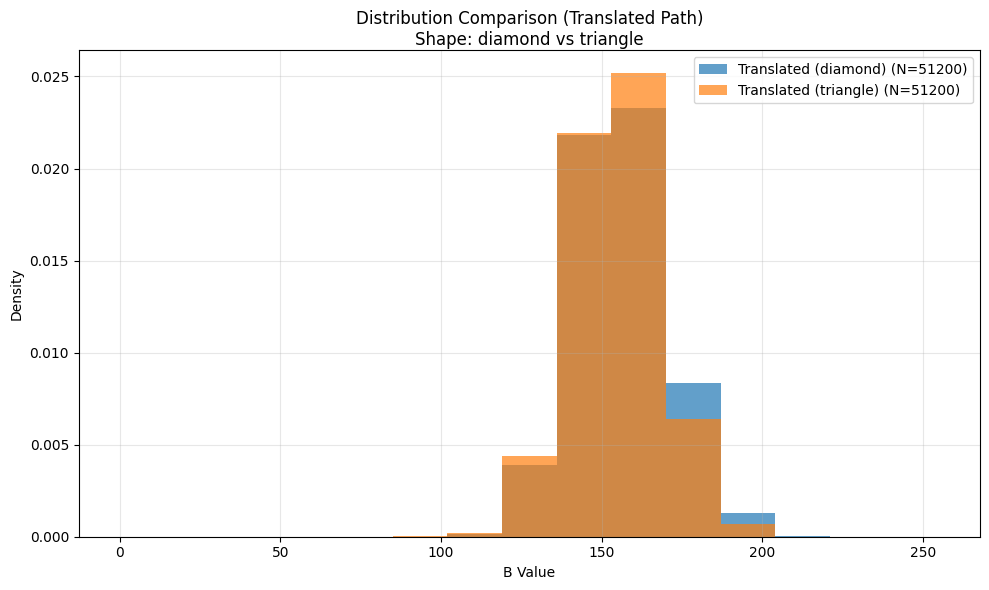 Distribution Comparison (Translated Path)
Shape: diamond vs triangle
Translated (diamond) (N=51200)
Translated (triangle) (N=51200)
0.025
0.020
0.015
0.010
0.005
0.000
Density
0 50 100 150 200 250
B Value